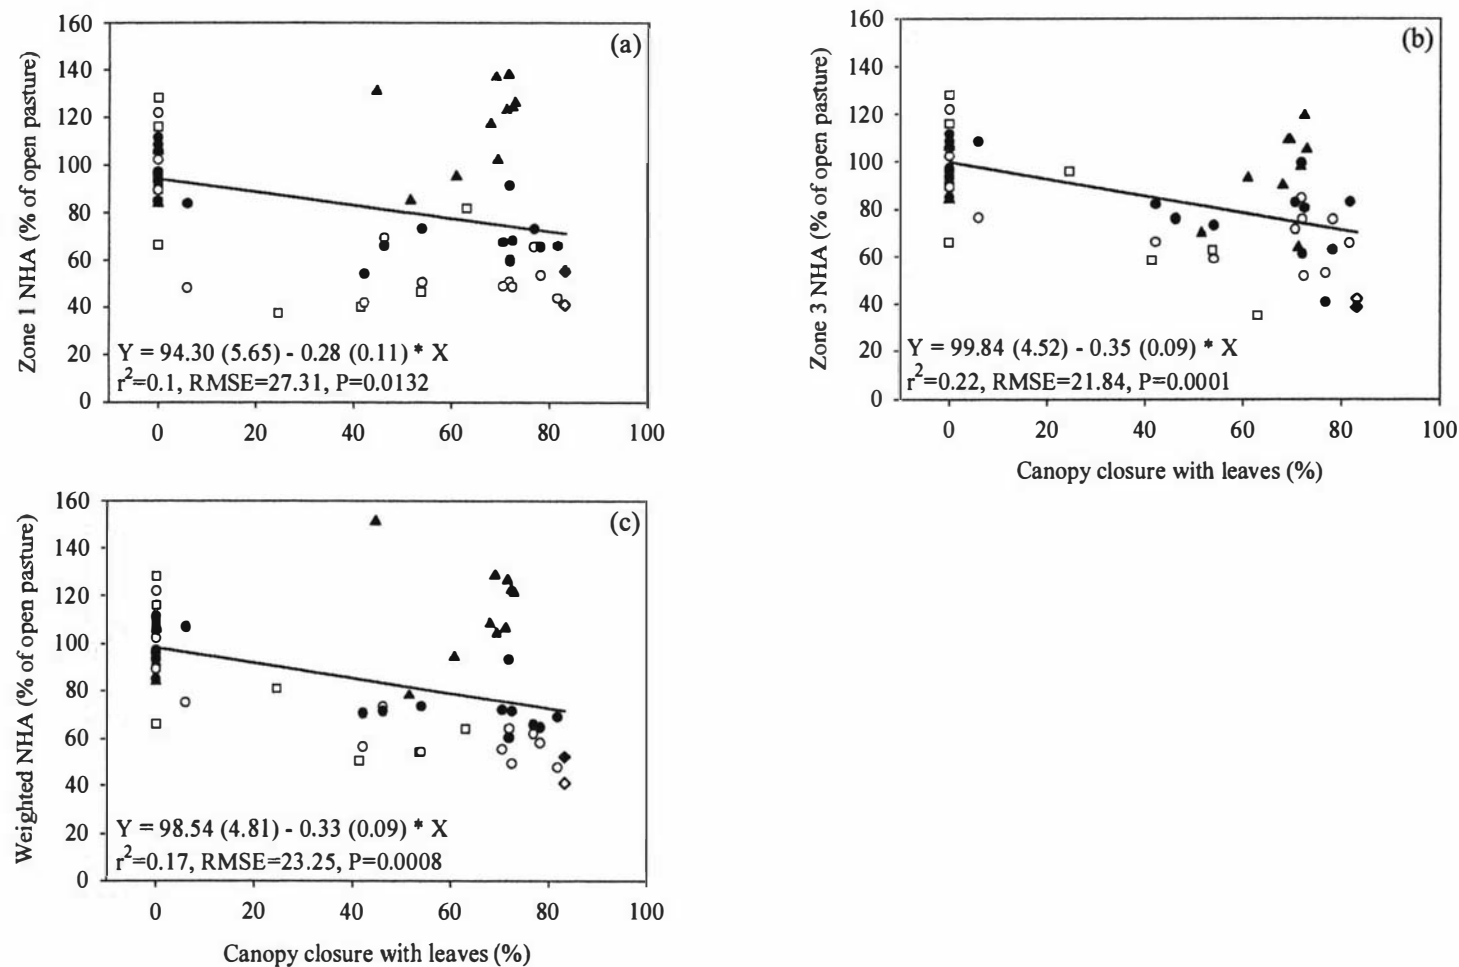 160
140
120
100
80
60
40
20
0
Zone 1 NHA (% of open pasture)
(a)
Y = 94.30 (5.65) - 0.28 (0.11) * X
r²=0.1, RMSE=27.31, P=0.0132
0 20 40 60 80 100
160
140
120
100
80
60
40
20
0
Zone 3 NHA (% of open pasture)
(b)
Y = 99.84 (4.52) - 0.35 (0.09) * X
r²=0.22, RMSE=21.84, P=0.0001
0 20 40 60 80 100
Canopy closure with leaves (%)
160
140
120
100
80
60
40
20
0
Weighted NHA (% of open pasture)
(c)
Y = 98.54 (4.81) - 0.33 (0.09) * X
r²=0.17, RMSE=23.25, P=0.0008
0 20 40 60 80 100
Canopy closure with leaves (%)